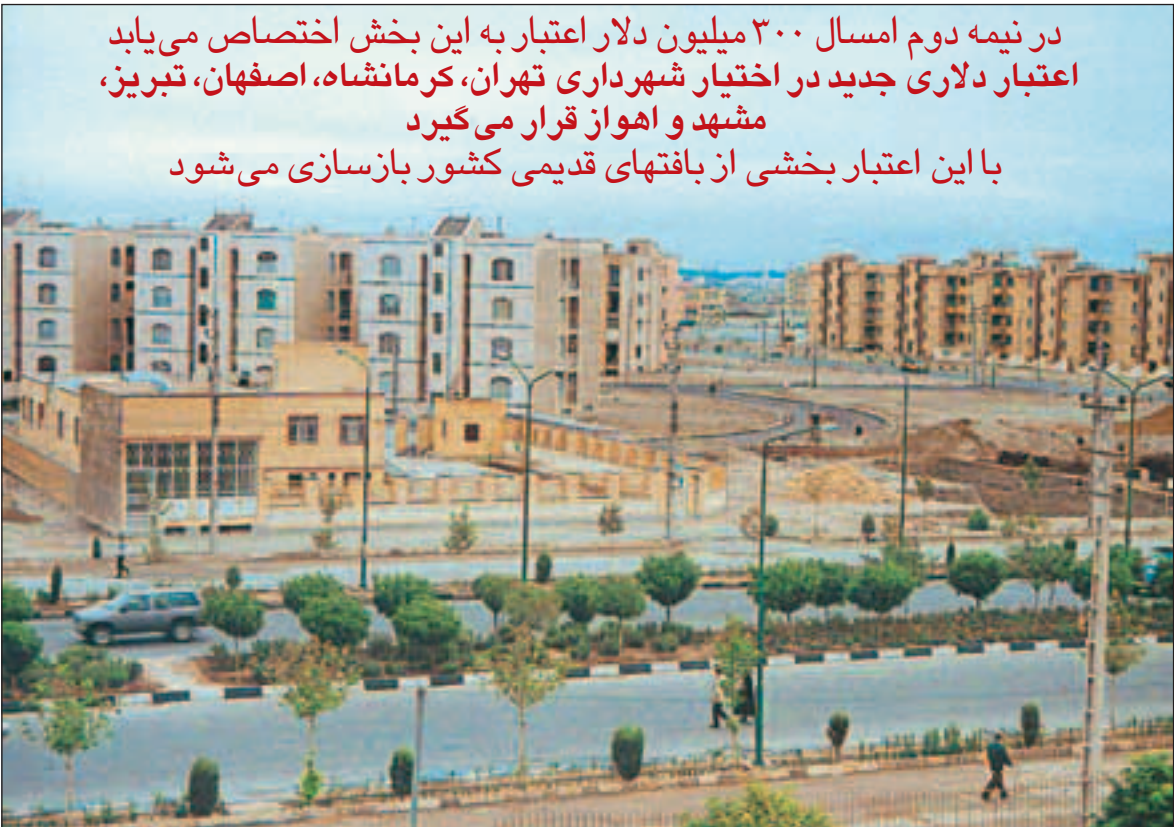 در نیمه دوم امسال ۳۰۰ میلیون دلار اعتبار به این بخش اختصاص می‌یابد
اعتبار دلاری جدید در اختیار شهرداری تهران، کرمانشاه، اصفهان، تبریز،
مشهد و اهواز قرار می‌گیرد
با این اعتبار بخشی از بافتهای قدیمی کشور بازسازی می‌شود